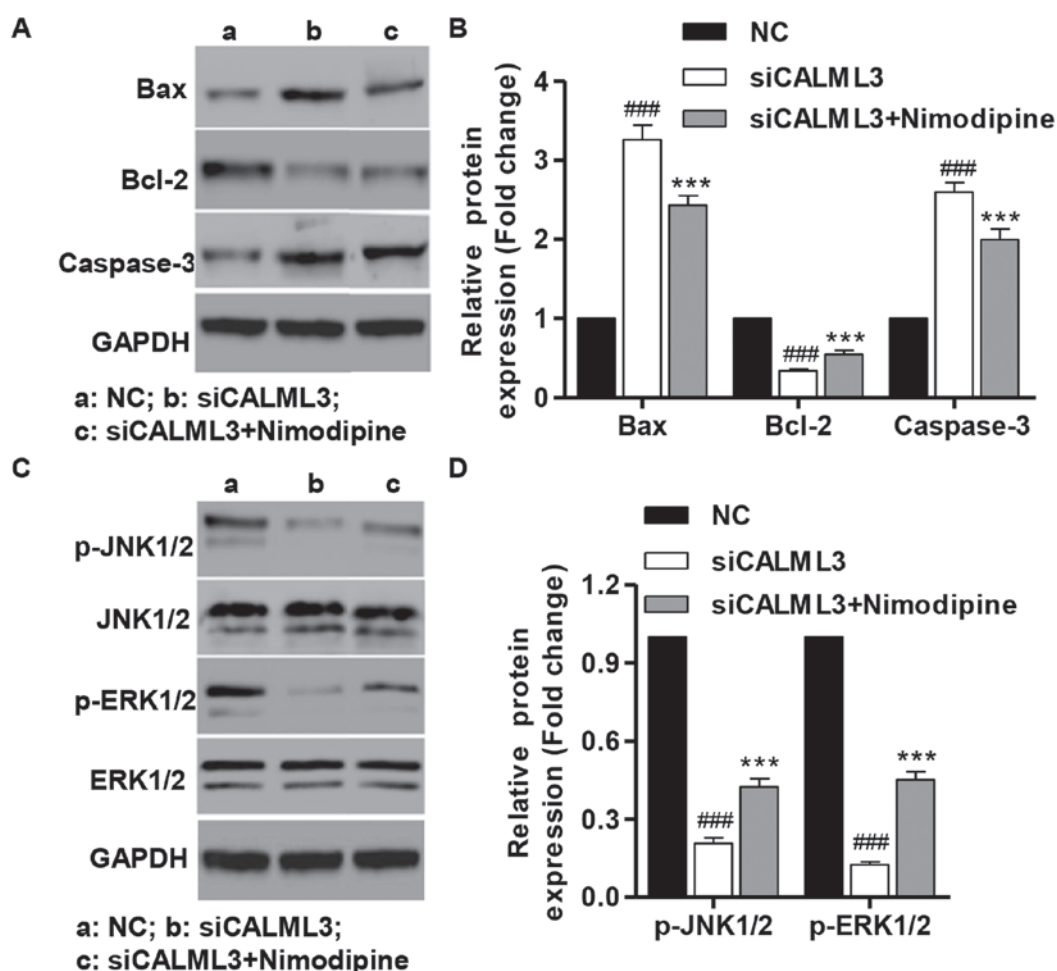 A
a b c
Bax
Bcl-2
Caspase-3
GAPDH
a: NC; b: siCALML3;
c: siCALML3+Nimodipine
B
NC
siCALML3
siCALML3+Nimodipine
Relative protein
expression (Fold change)
4
3
2
1
0
###
***
###
***
###
***
Bax Bcl-2 Caspase-3
C
a b c
p-JNK1/2
JNK1/2
p-ERK1/2
ERK1/2
GAPDH
a: NC; b: siCALML3;
c: siCALML3+Nimodipine
D
NC
siCALML3
siCALML3+Nimodipine
Relative protein
expression (Fold change)
1.2
0.9
0.6
0.3
0.0
###
***
###
***
p-JNK1/2 p-ERK1/2